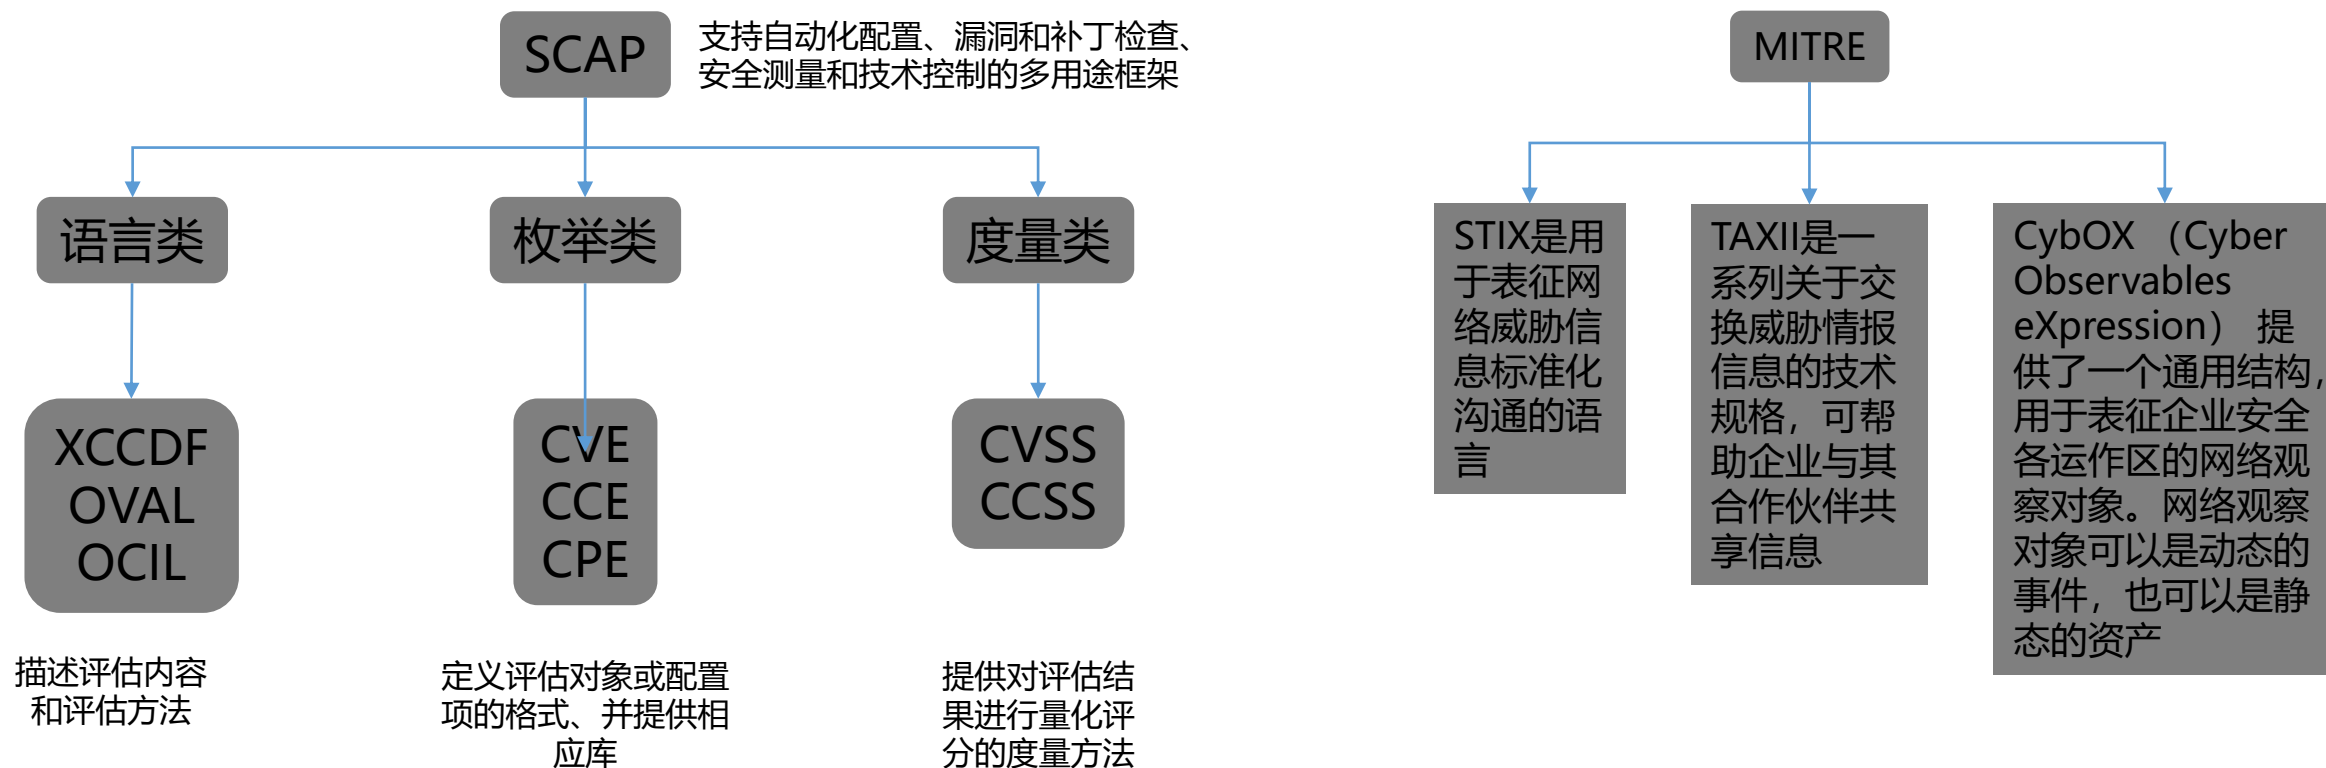 SCAP
支持自动化配置、漏洞和补丁检查、
安全测量和技术控制的多用途框架
语言类
枚举类
度量类
XCCDF
OVAL
OCIL
CVE
CCE
CPE
CVSS
CCSS
描述评估内容
和评估方法
定义评估对象或配置
项的格式、并提供相
应库
提供对评估结
果进行量化评
分的度量方法
MITRE
STIX是用
于表征网
络威胁信
息标准化
沟通的语
言
TAXII是一
系列关于交
换威胁情报
信息的技术
规格，可帮
助企业与其
合作伙伴共
享信息
CybOX （Cyber
Observables
eXpression） 提
供了一个通用结构，
用于表征企业安全
各运作区的网络观
察对象。网络观察
对象可以是动态的
事件，也可以是静
态的资产